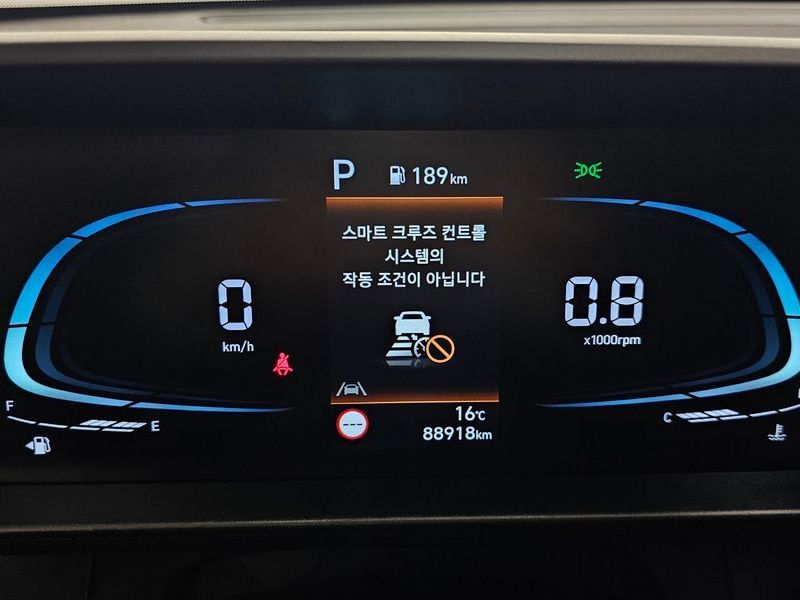 P 189km
스마트 크루즈 컨트롤
시스템의
작동 조건이 아닙니다
0
km/h
0.8
x1000rpm
F
E
C
---
16℃
88918km